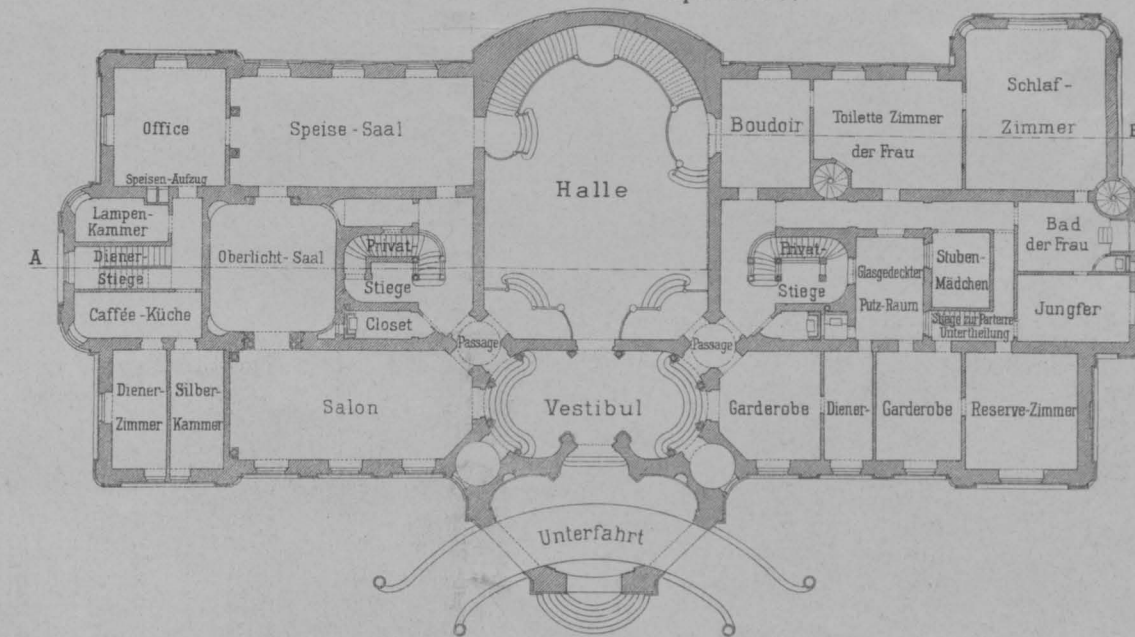 Office
Speise-Saal
Speisen-Aufzug
Lampen-
Kammer
Diener-
Stiege
Caffée-Küche
Oberlicht-Saal
Privat-
Stiege
Closet
Passage
Diener-
Zimmer
Silber-
Kammer
Salon
Halle
Vestibul
Unterfahrt
Boudoir
Toilette Zimmer
der Frau
Schlaf-
Zimmer
Privat-
Stiege
Glasgedeckter
Putz-Raum
Stuben-
Mädchen
Bad
der Frau
Jungfer
Stiege zur Parterre
Untertheilung
Passage
Garderobe
Diener-
Garderobe
Reserve-Zimmer
A